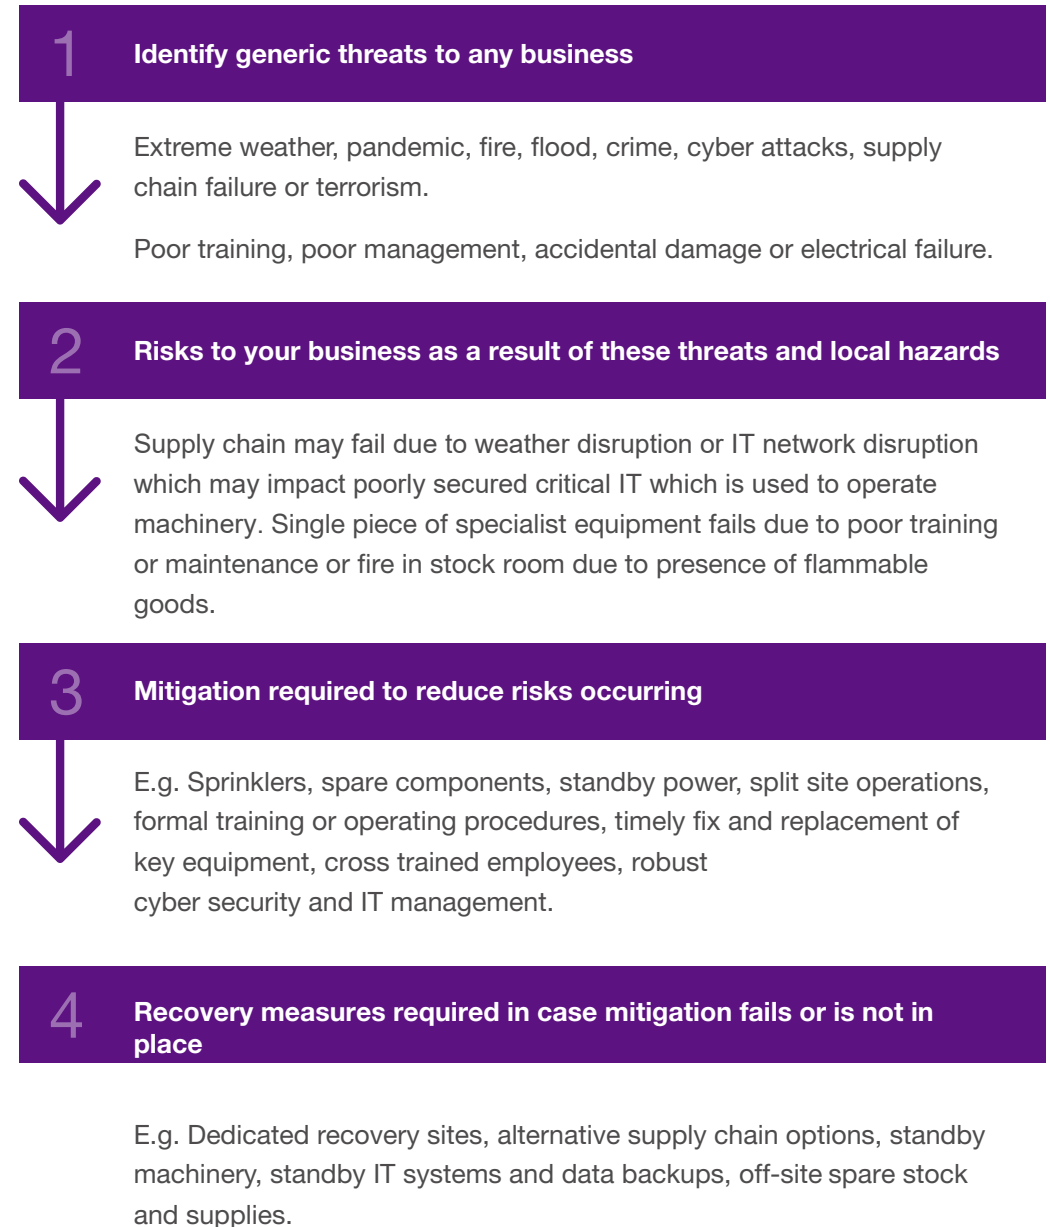 1
Identify generic threats to any business
Extreme weather, pandemic, fire, flood, crime, cyber attacks, supply
chain failure or terrorism.
Poor training, poor management, accidental damage or electrical failure.
2
Risks to your business as a result of these threats and local hazards
Supply chain may fail due to weather disruption or IT network disruption
which may impact poorly secured critical IT which is used to operate
machinery. Single piece of specialist equipment fails due to poor training
or maintenance or fire in stock room due to presence of flammable
goods.
3
Mitigation required to reduce risks occurring
E.g. Sprinklers, spare components, standby power, split site operations,
formal training or operating procedures, timely fix and replacement of
key equipment, cross trained employees, robust
cyber security and IT management.
4
Recovery measures required in case mitigation fails or is not in
place
E.g. Dedicated recovery sites, alternative supply chain options, standby
machinery, standby IT systems and data backups, off-site spare stock
and supplies.